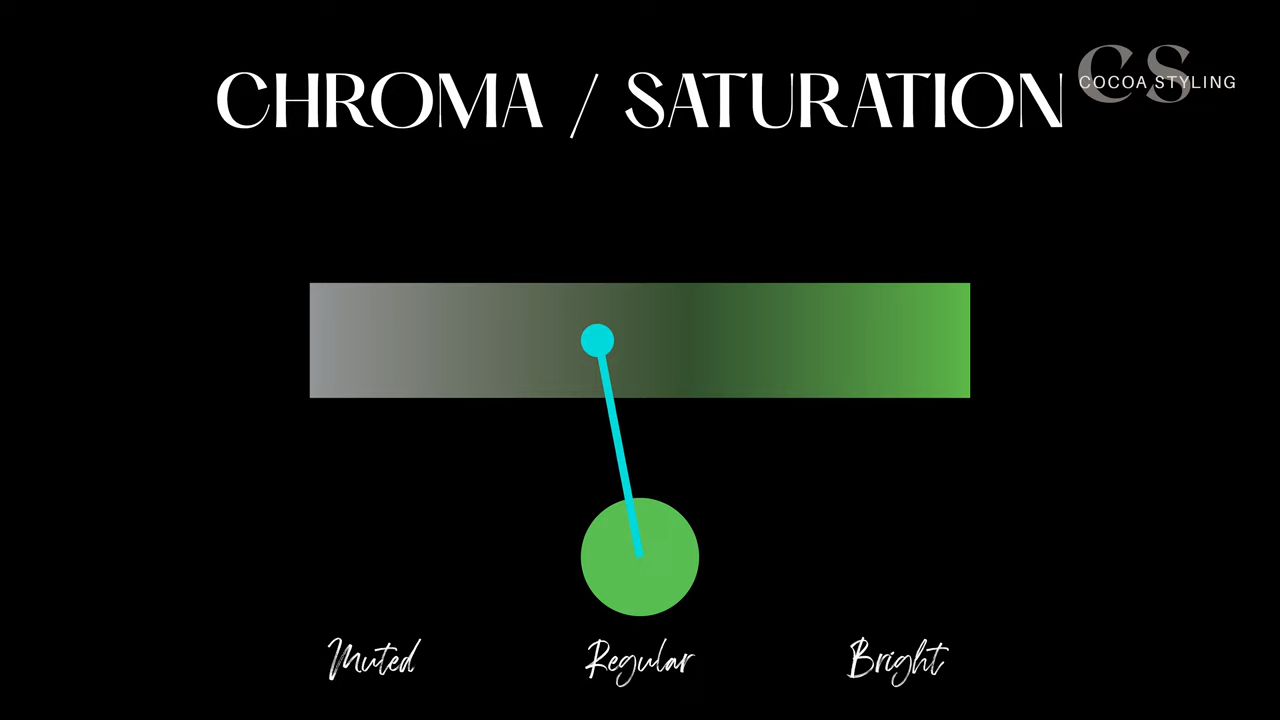 CHROMA / SATURATION
CS
COCOA STYLING
Muted
Regular
Bright